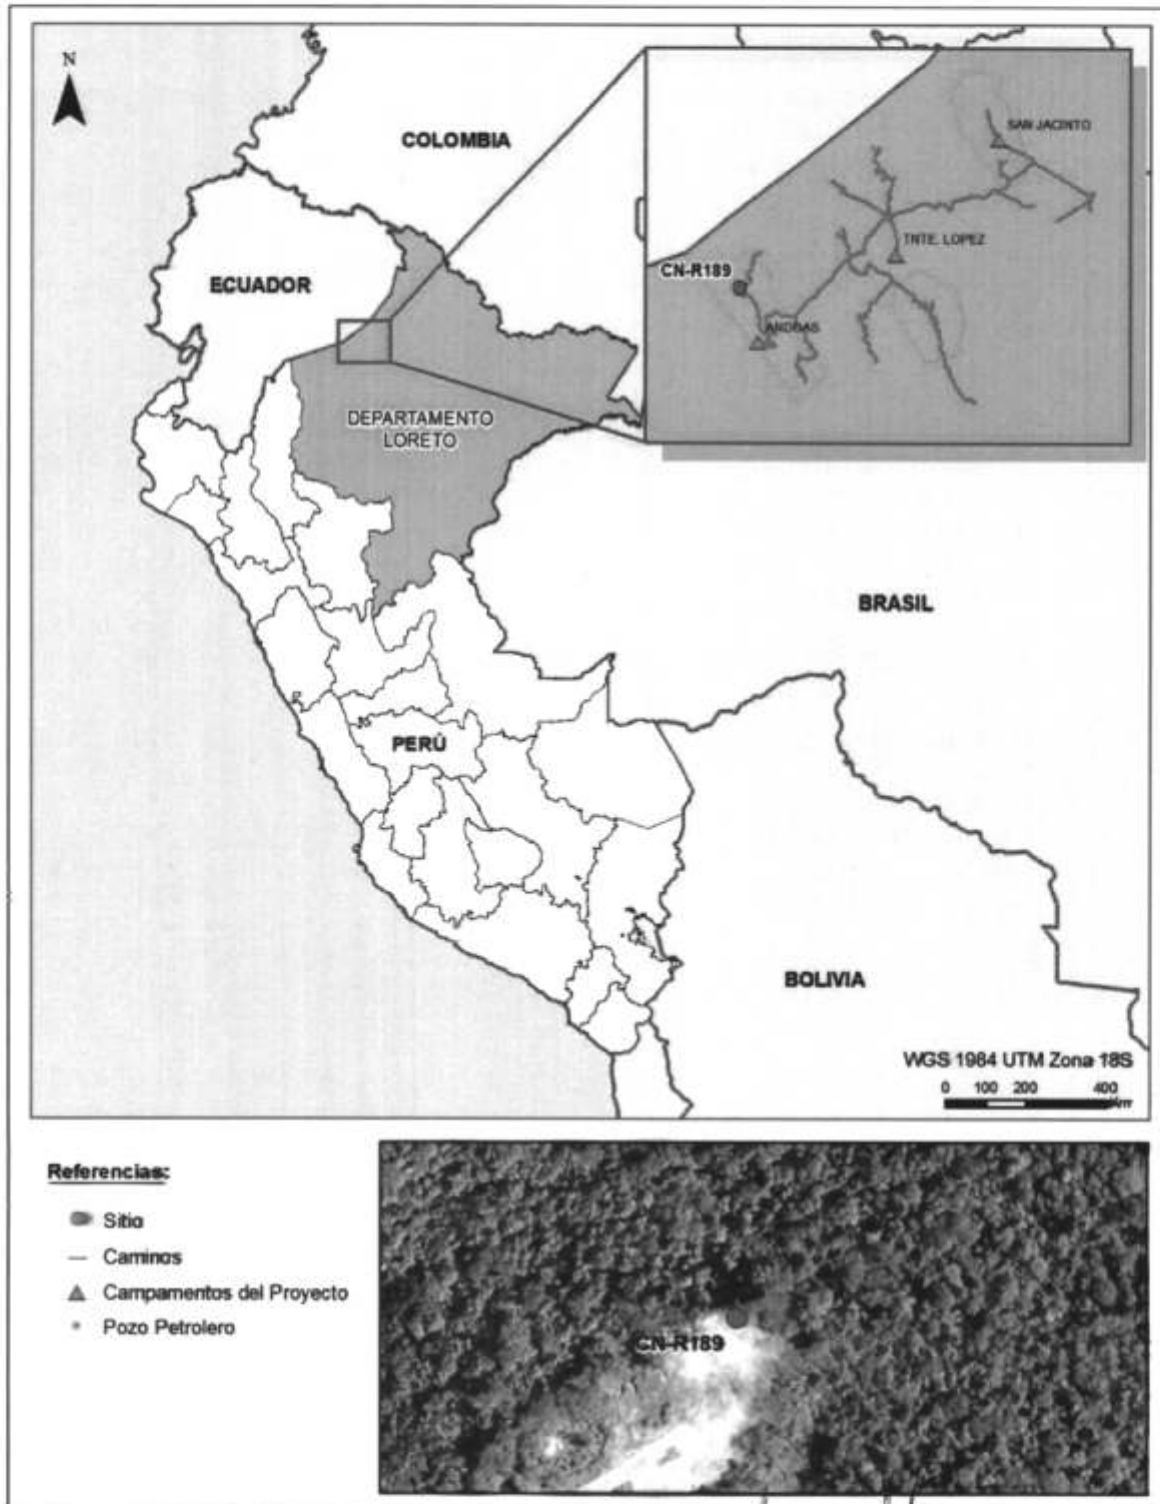 N
COLOMBIA
SAN JACINTO
TNTE. LOPEZ
CN-R189
ANDOAS
ECUADOR
DEPARTAMENTO
LORETO
BRASIL
PERÚ
BOLIVIA
WGS 1984 UTM Zona 18S
0 100 200 400
Km
Referencias:
Sitio
Caminos
Campamentos del Proyecto
Pozo Petrolero
CN-R189